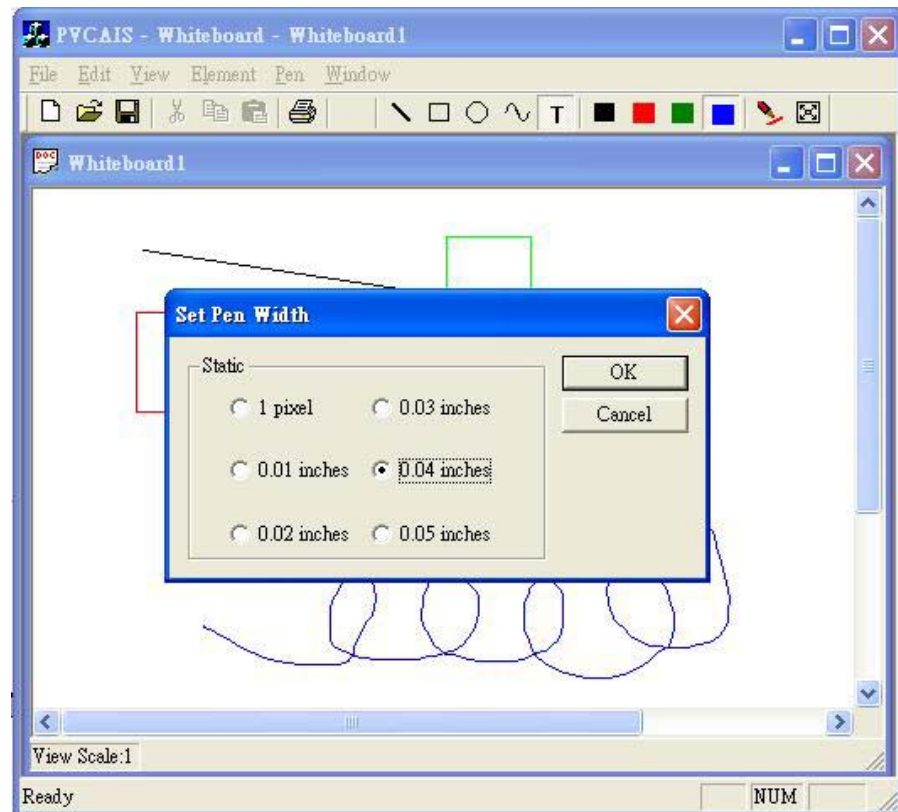 PVCAIS - Whiteboard - Whiteboard1
File Edit View Element Pen Window
T
DOC
Whiteboard1
Set Pen Width
Static
OK
1 pixel 0.03 inches
Cancel
0.01 inches 0.04 inches
0.02 inches 0.05 inches
View Scale:1
Ready NUM